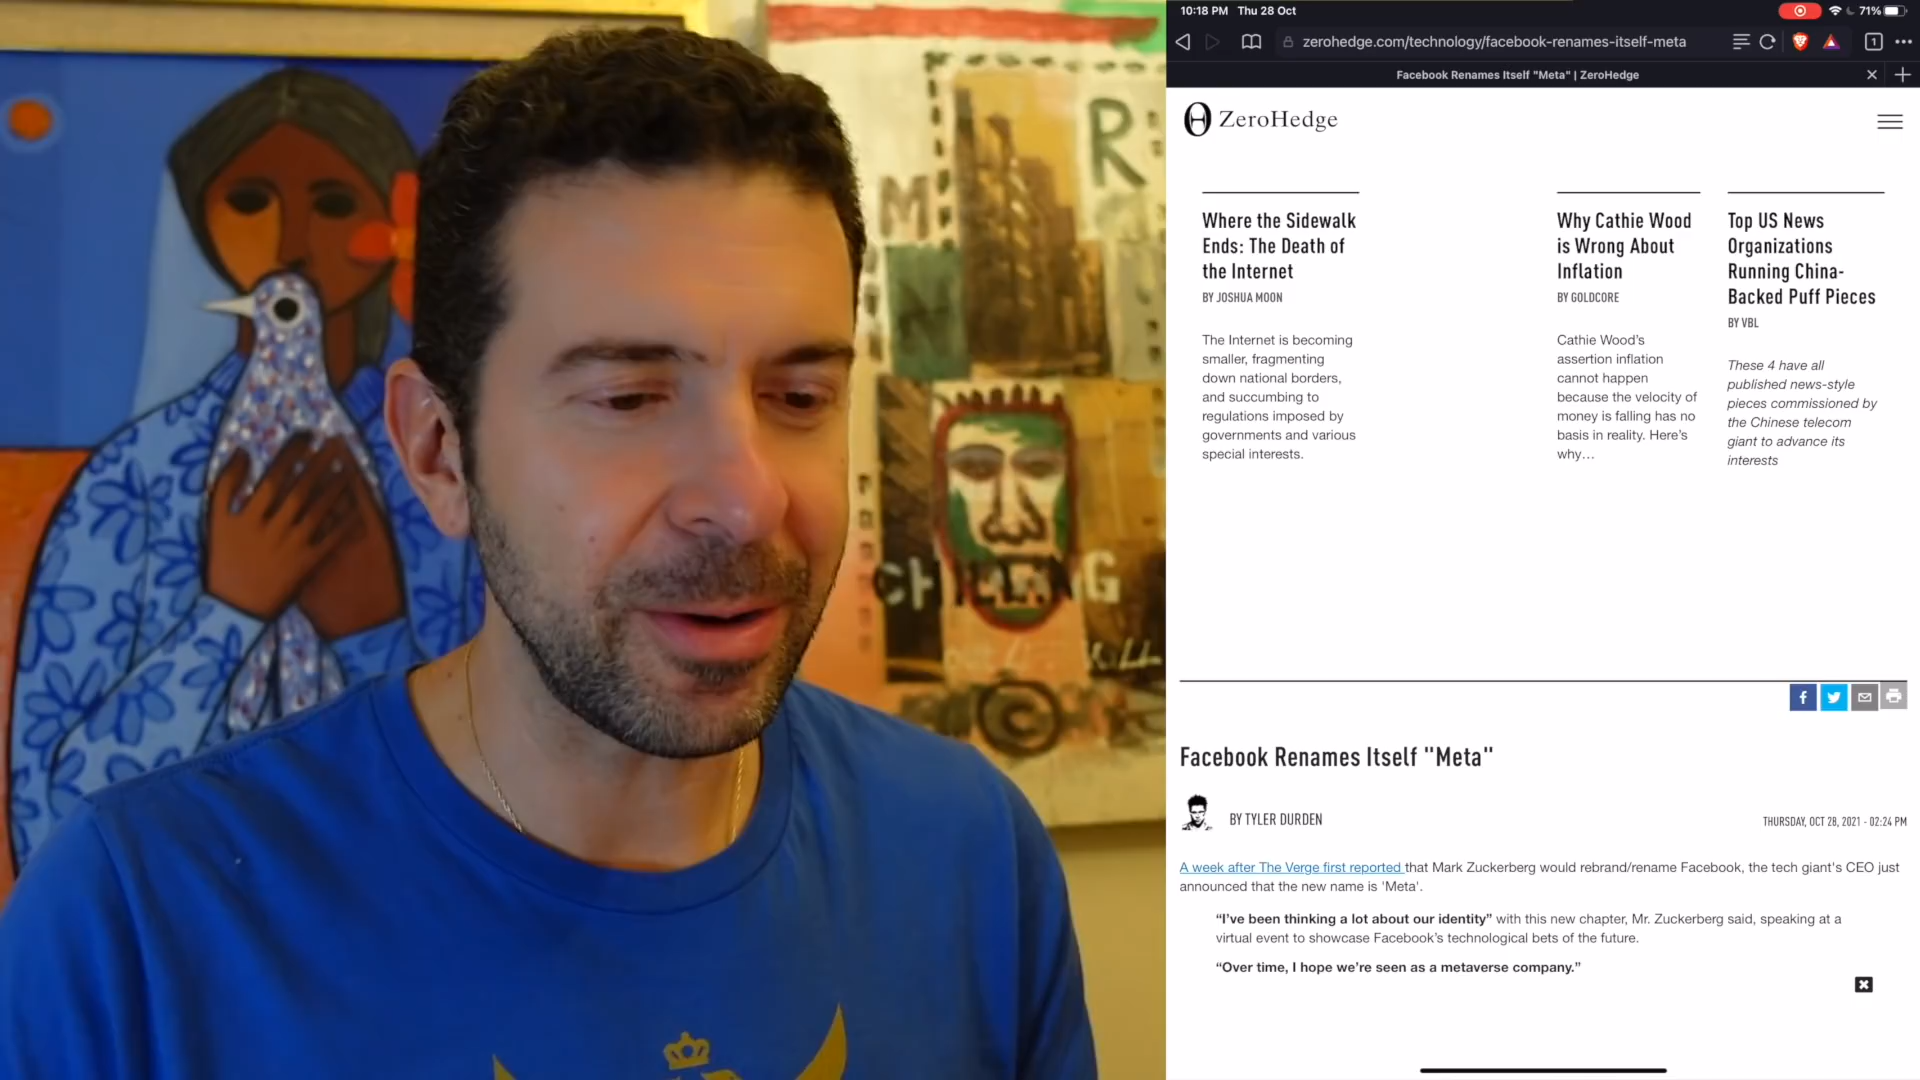 10:18 PM Thu 28 Oct
71%
zerohedge.com/technology/facebook-renames-itself-meta
1
Facebook Renames Itself "Meta" | ZeroHedge
ZeroHedge
Where the Sidewalk
Ends: The Death of
the Internet
BY JOSHUA MOON
The Internet is becoming
smaller, fragmenting
down national borders,
and succumbing to
regulations imposed by
governments and various
special interests.
Why Cathie Wood
is Wrong About
Inflation
BY GOLDCORE
Cathie Wood's
assertion inflation
cannot happen
because the velocity of
money is falling has no
basis in reality. Here's
why…
Top US News
Organizations
Running China-
Backed Puff Pieces
BY VBL
These 4 have all
published news-style
pieces commissioned by
the Chinese telecom
giant to advance its
interests
Facebook Renames Itself "Meta"
BY TYLER DURDEN
THURSDAY, OCT 28, 2021 - 02:24 PM
A week after The Verge first reported that Mark Zuckerberg would rebrand/rename Facebook, the tech giant's CEO just
announced that the new name is 'Meta'.
“I’ve been thinking a lot about our identity” with this new chapter, Mr. Zuckerberg said, speaking at a
virtual event to showcase Facebook’s technological bets of the future.
“Over time, I hope we’re seen as a metaverse company.”